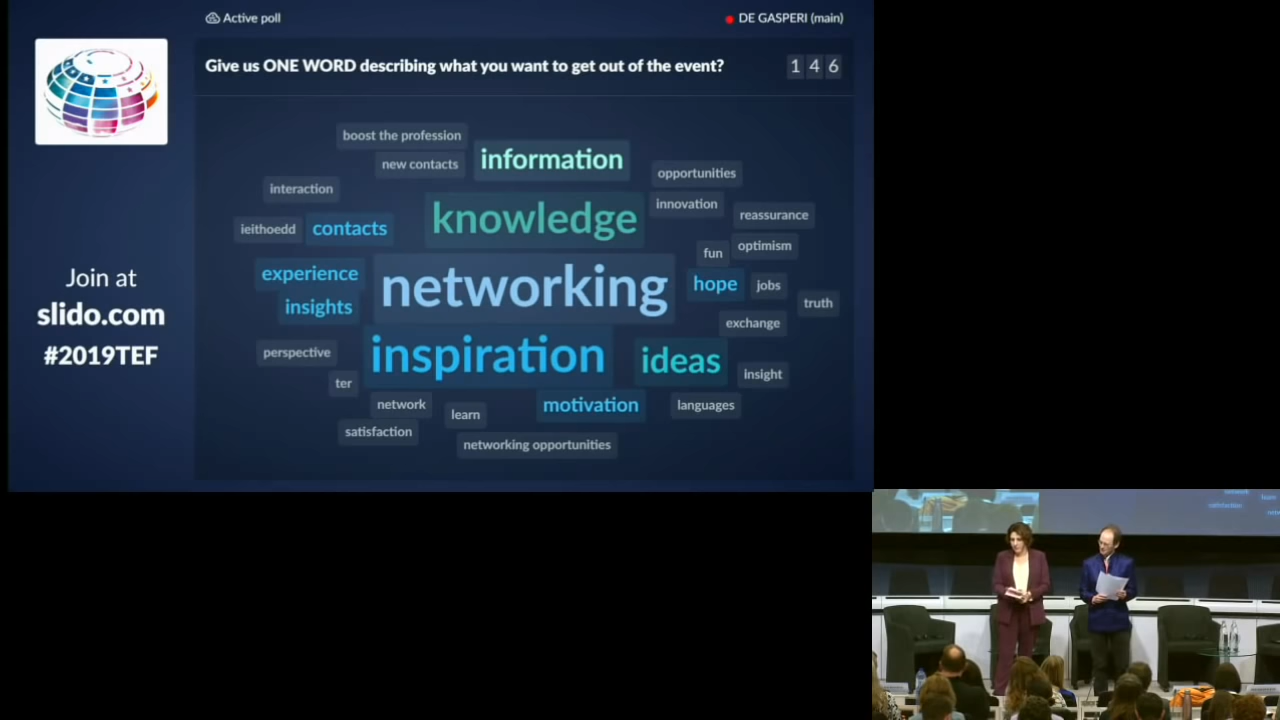 Active poll
DE GASPERI (main)
Give us ONE WORD describing what you want to get out of the event?
146
boost the profession
new contacts
information
opportunities
interaction
innovation
knowledge
reassurance
ieithoedd
contacts
fun
optimism
experience
networking
hope
jobs
insights
truth
exchange
perspective
inspiration
ideas
insight
ter
network
learn
motivation
languages
satisfaction
networking opportunities
Join at
slido.com
#2019TEF